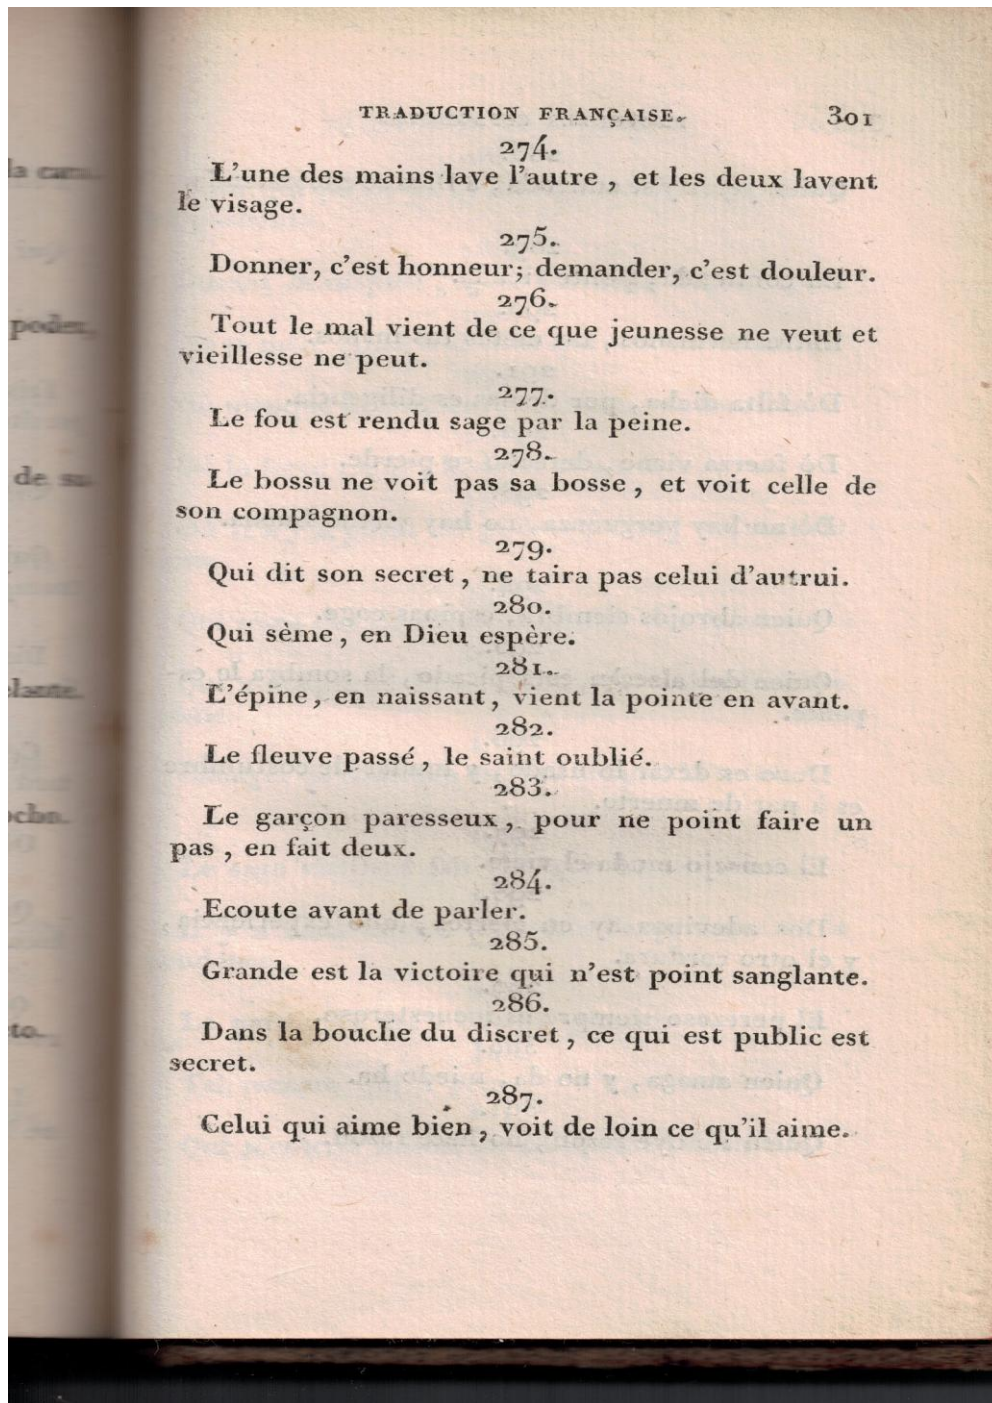 TRADUCTION FRANÇAISE. 301
274.
L'une des mains lave l'autre , et les deux lavent
le visage.
275.
Donner, c'est honneur; demander, c'est douleur.
276.
Tout le mal vient de ce que jeunesse ne veut et
vieillesse ne peut.
277.
Le fou est rendu sage par la peine.
278.
Le bossu ne voit pas sa bosse , et voit celle de
son compagnon.
279.
Qui dit son secret , ne taira pas celui d'autrui.
280.
Qui sème , en Dieu espère.
281.
L'épine, en naissant , vient la pointe en avant.
282.
Le fleuve passé , le saint oublié.
283.
Le garçon paresseux , pour ne point faire un
pas , en fait deux.
284.
Ecoute avant de parler.
285.
Grande est la victoire qui n'est point sanglante.
286.
Dans la bouche du discret , ce qui est public est
secret.
287.
Celui qui aime bien , voit de loin ce qu'il aime.
poder,
de su